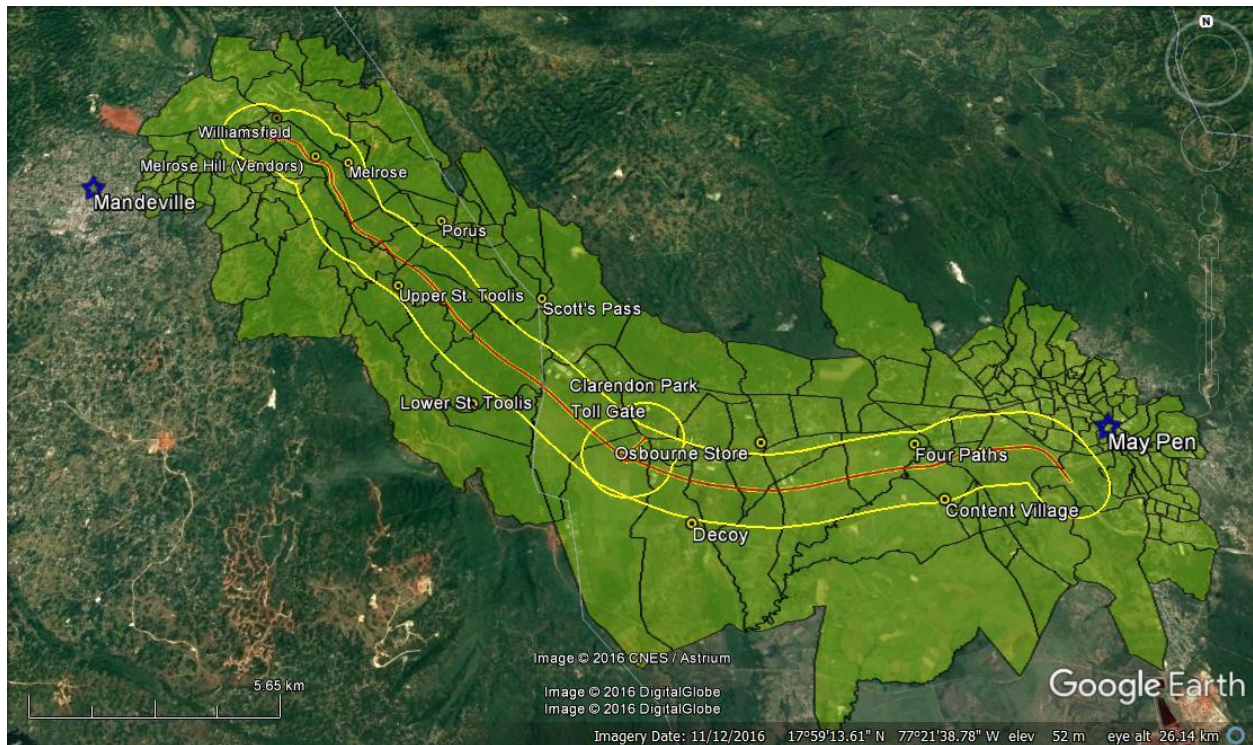 N
Williamsfield
Melrose Hill (Vendors)
Melrose
Mandeville
Porus
Upper St. Toolis
Scott's Pass
Clarendon Park
Lower St. Toolis
Toll Gate
Osbourne Store
Four Paths
May Pen
Content Village
Decoy
Image © 2016 CNES / Astrium
5.65 km
Image © 2016 DigitalGlobe
Image © 2016 DigitalGlobe
Google Earth
Imagery Date: 11/12/2016 17°59'13.61" N 77°21'38.78" W elev 52 m eye alt 26.14 km